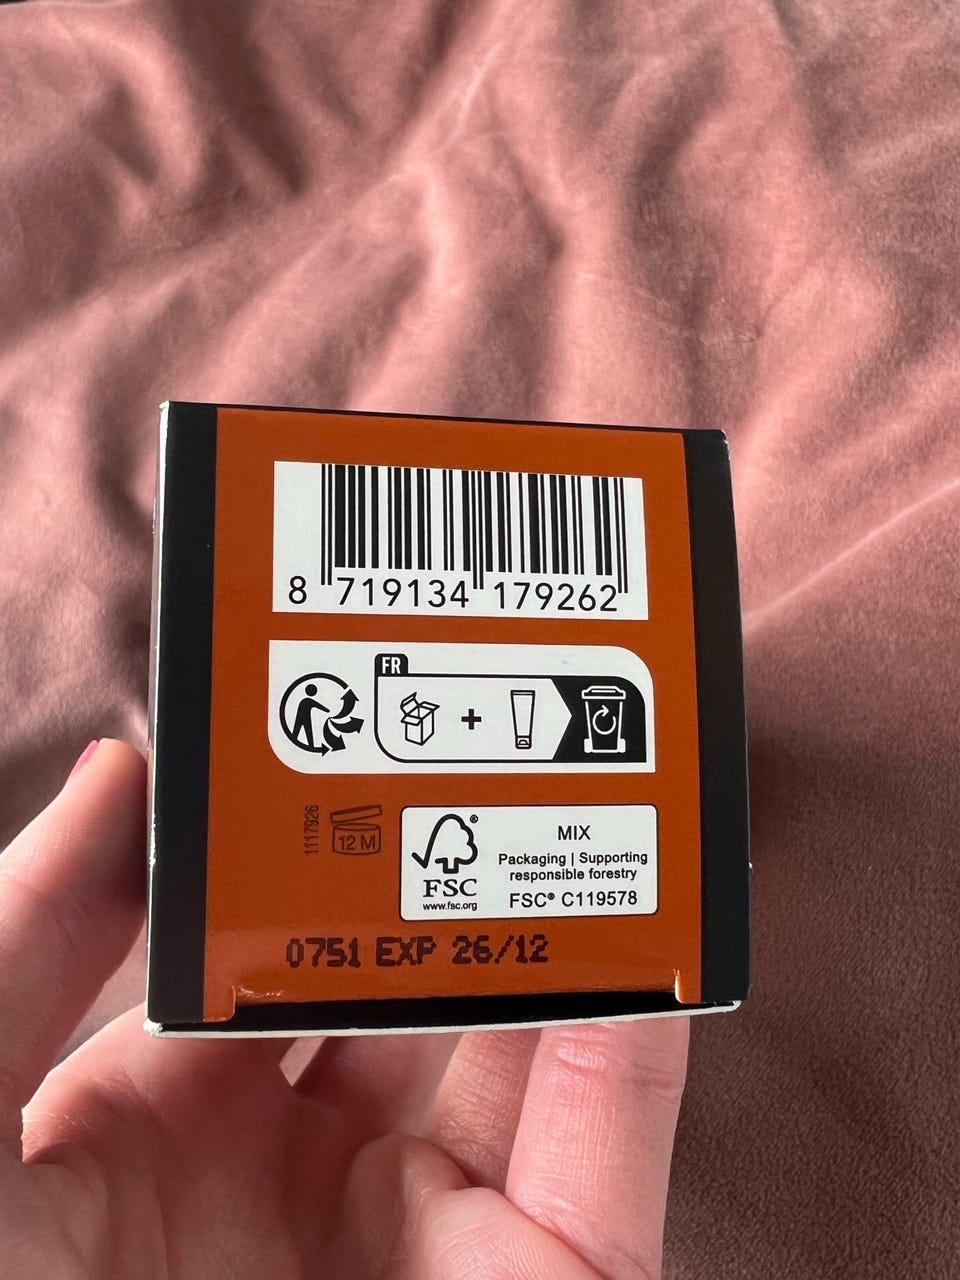 8 719134 179262
FR
+
1117926
12 M
FSC®
www.fsc.org
MIX
Packaging | Supporting
responsible forestry
FSC® C119578
0751 EXP 26/12